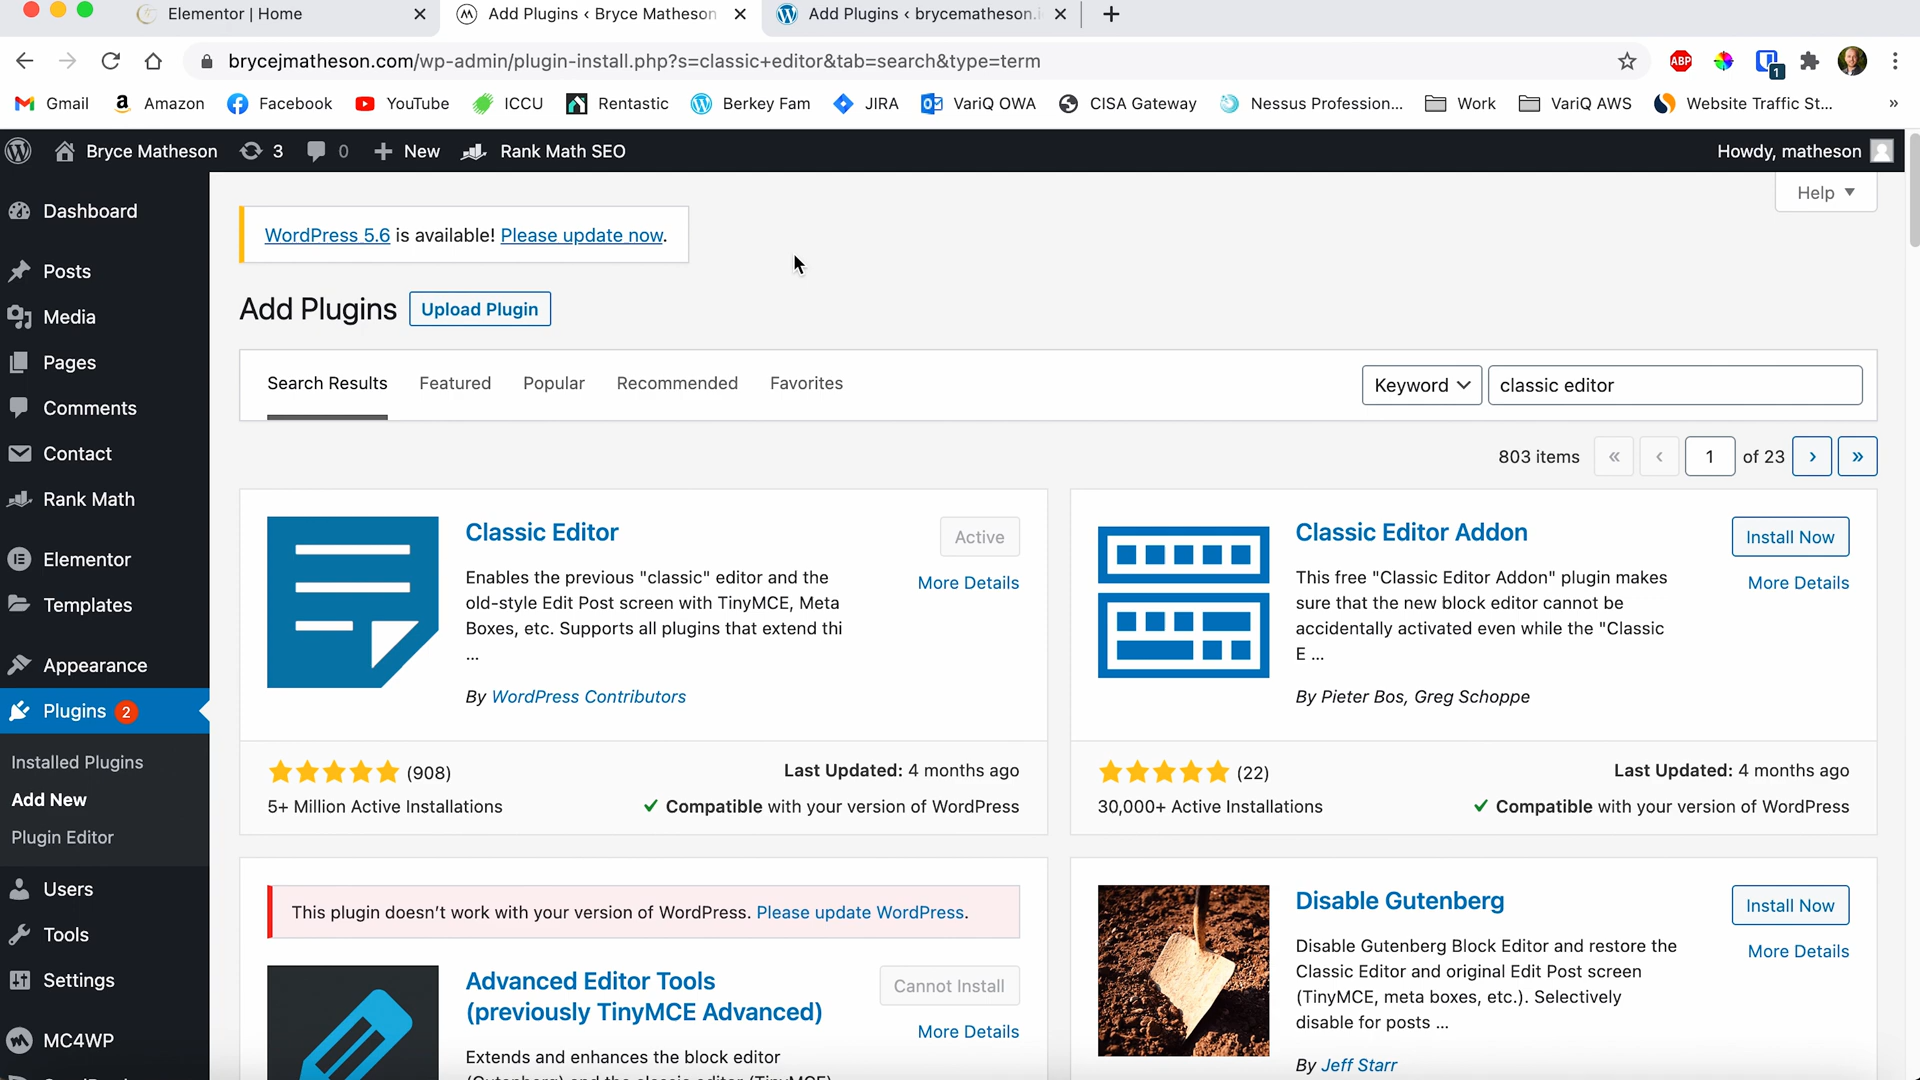 Elementor | Home
Add Plugins ‹ Bryce Matheson
Add Plugins ‹ brycematheson.i
brycejmatheson.com/wp-admin/plugin-install.php?s=classic+editor&tab=search&type=term
ABP
1
Gmail
Amazon
Facebook
YouTube
ICCU
Rentastic
Berkey Fam
JIRA
VariQ OWA
CISA Gateway
Nessus Profession...
Work
VariQ AWS
Website Traffic St...
»
Bryce Matheson
3
0
New
Rank Math SEO
Howdy, matheson
Dashboard
Posts
Media
Pages
Comments
Contact
Rank Math
Elementor
Templates
Appearance
Plugins 2
Installed Plugins
Add New
Plugin Editor
Users
Tools
Settings
MC4WP
Help
WordPress 5.6 is available! Please update now.
Add Plugins
Upload Plugin
Search Results
Featured
Popular
Recommended
Favorites
Keyword
classic editor
803 items
«
‹
1
of 23
›
»
Classic Editor
Active
More Details
Enables the previous "classic" editor and the
old-style Edit Post screen with TinyMCE, Meta
Boxes, etc. Supports all plugins that extend thi
...
By WordPress Contributors
(908)
5+ Million Active Installations
Last Updated: 4 months ago
Compatible with your version of WordPress
Classic Editor Addon
Install Now
More Details
This free "Classic Editor Addon" plugin makes
sure that the new block editor cannot be
accidentally activated even while the "Classic
E ...
By Pieter Bos, Greg Schoppe
(22)
30,000+ Active Installations
Last Updated: 4 months ago
Compatible with your version of WordPress
This plugin doesn't work with your version of WordPress. Please update WordPress.
Advanced Editor Tools
(previously TinyMCE Advanced)
Cannot Install
More Details
Extends and enhances the block editor
(Gutenberg) and the classic editor (TinyMCE)
Disable Gutenberg
Install Now
More Details
Disable Gutenberg Block Editor and restore the
Classic Editor and original Edit Post screen
(TinyMCE, meta boxes, etc.). Selectively
disable for posts ...
By Jeff Starr